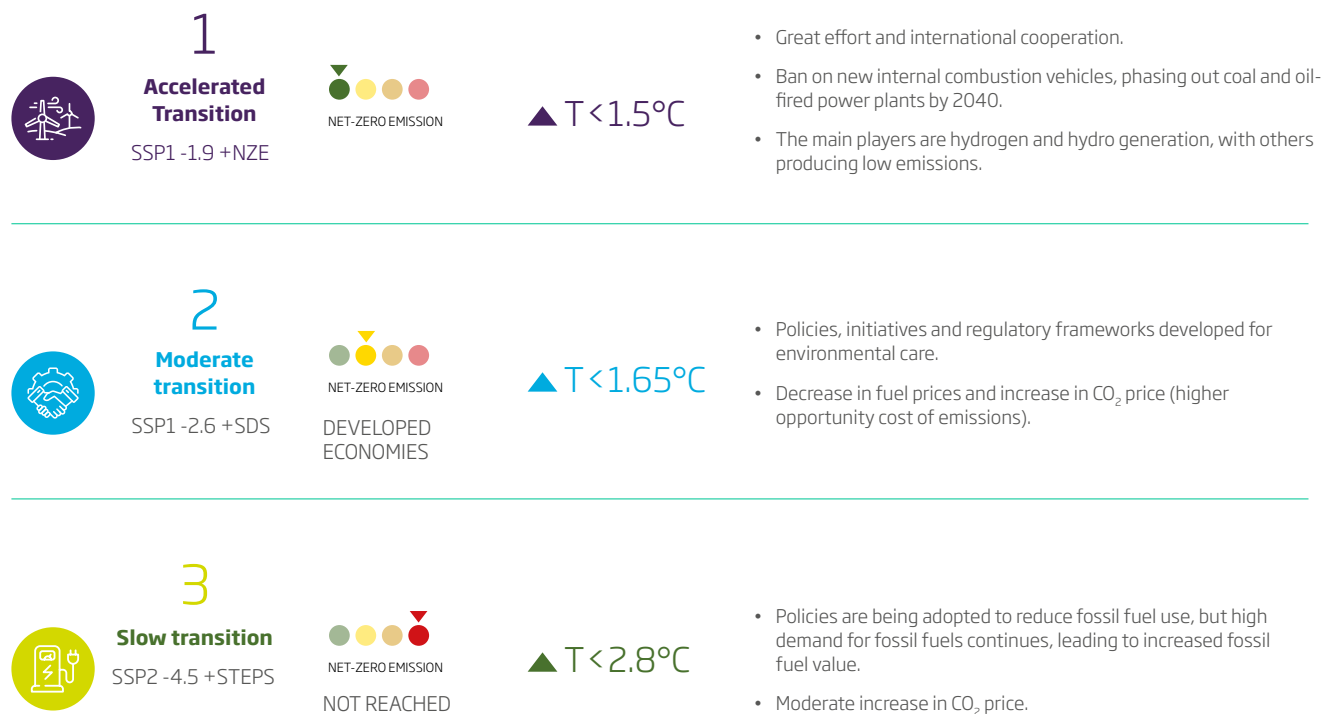 1
Accelerated
Transition
SSP1 -1.9 +NZE
NET-ZERO EMISSION
▲ T<1.5°C
• Great effort and international cooperation.
• Ban on new internal combustion vehicles, phasing out coal and oil-
fired power plants by 2040.
• The main players are hydrogen and hydro generation, with others
producing low emissions.
2
Moderate
transition
SSP1 -2.6 +SDS
NET-ZERO EMISSION
DEVELOPED
ECONOMIES
▲ T<1.65°C
• Policies, initiatives and regulatory frameworks developed for
environmental care.
• Decrease in fuel prices and increase in CO₂ price (higher
opportunity cost of emissions).
3
Slow transition
SSP2 -4.5 +STEPS
NET-ZERO EMISSION
NOT REACHED
▲ T<2.8°C
• Policies are being adopted to reduce fossil fuel use, but high
demand for fossil fuels continues, leading to increased fossil
fuel value.
• Moderate increase in CO₂ price.